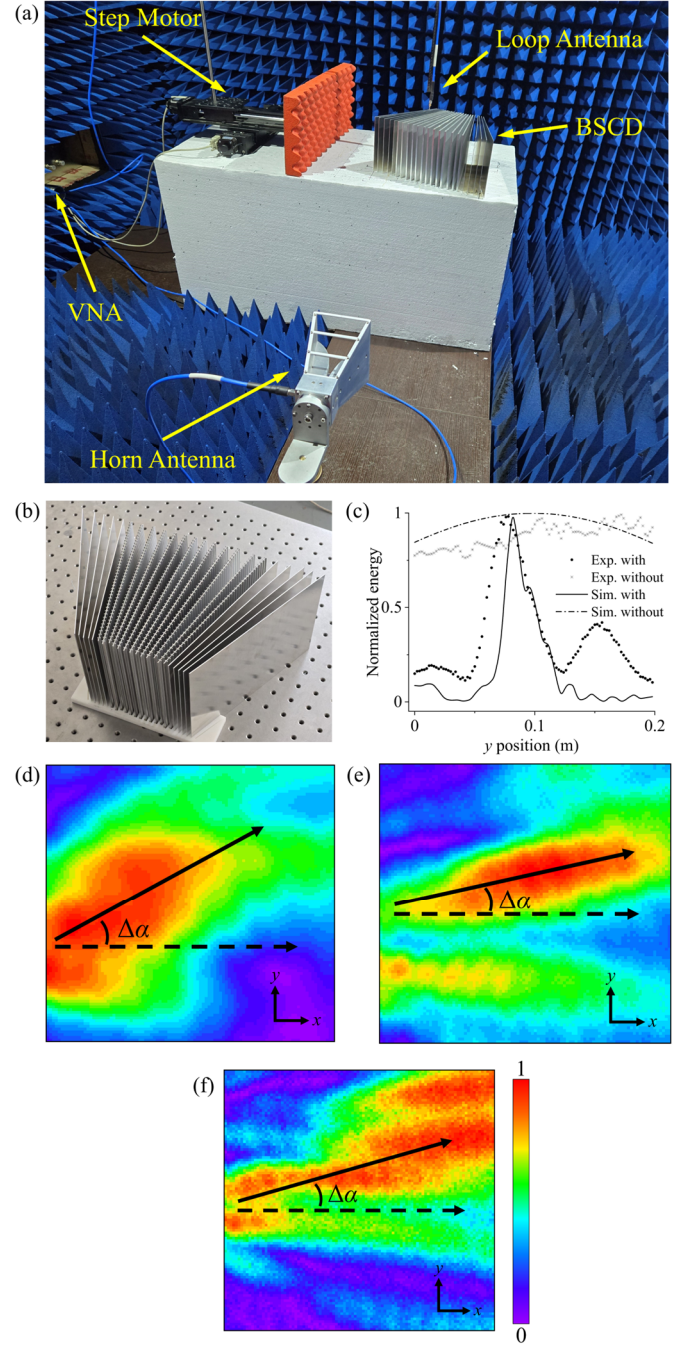 (a)
Step Motor
Loop Antenna
BSCD
VNA
Horn Antenna
(b)
(c)
1
0.5
0
Normalized energy
Exp. with
Exp. without
Sim. with
Sim. without
0
0.1
0.2
y position (m)
(d)
Δα
y
x
(e)
Δα
y
x
(f)
Δα
y
x
1
0